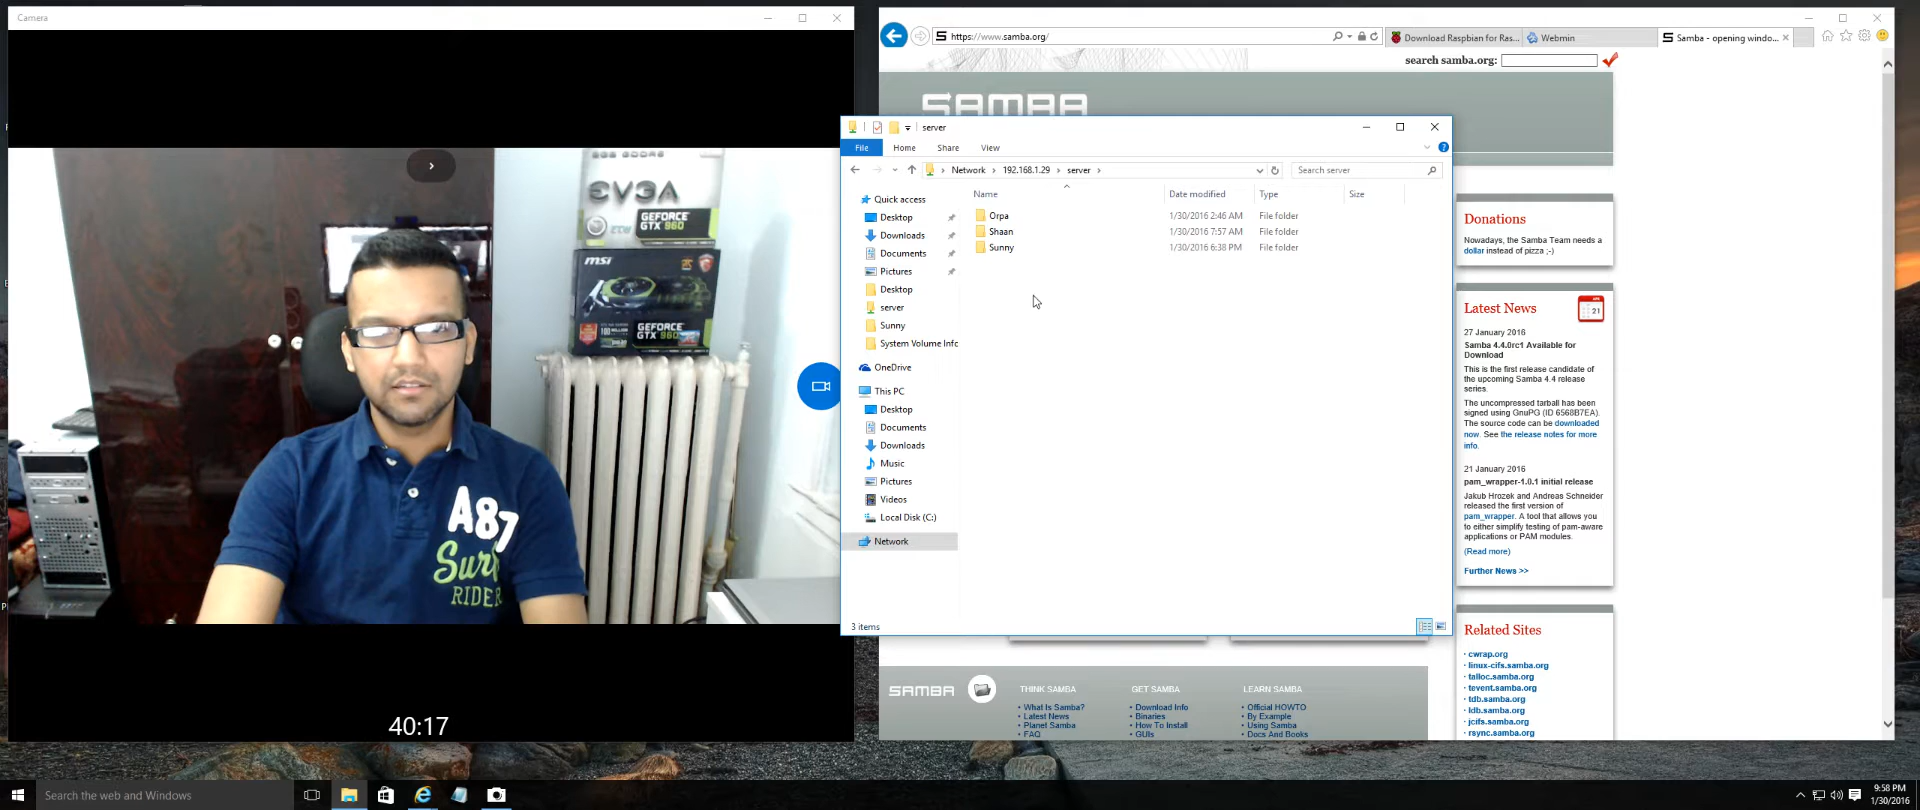 Camera
https://www.samba.org/
Download Raspbian for Ras...
Webmin
Samba - opening windo...
search samba.org:
SAMBA
EVGA
GEFORCE
GTX 960
msi
GEFORCE
GTX 960
A87
Surf
RIDER
40:17
server
File
Home
Share
View
Network
192.168.1.29
server
Search server
Name
Date modified
Type
Size
Orpa
1/30/2016 2:46 AM
File folder
Shaan
1/30/2016 7:57 AM
File folder
Sunny
1/30/2016 6:38 PM
File folder
Quick access
Desktop
Downloads
Documents
Pictures
Desktop
server
Sunny
System Volume Info
OneDrive
This PC
Desktop
Documents
Downloads
Music
Pictures
Videos
Local Disk (C:)
Network
3 items
Donations
Nowadays, the Samba Team needs a
dollar instead of pizza ;-)
Latest News
21
27 January 2016
Samba 4.4.0rc1 Available for
Download
This is the first release candidate of
the upcoming Samba 4.4 release
series.
The uncompressed tarball has been
signed using GnuPG (ID 6568B7EA).
The source code can be downloaded
now. See the release notes for more
info.
21 January 2016
pam_wrapper-1.0.1 initial release
Jakub Hrozek and Andreas Schneider
released the first version of
pam_wrapper. A tool that allows you
to either simplify testing of pam-aware
applications or PAM modules.
(Read more)
Further News >>
Related Sites
cwrap.org
linux-cifs.samba.org
talloc.samba.org
tevent.samba.org
tdb.samba.org
ldb.samba.org
jcifs.samba.org
rsync.samba.org
SAMBA
THINK SAMBA
What Is Samba?
Latest News
Planet Samba
FAQ
GET SAMBA
Download Info
Binaries
How To Install
GUIs
LEARN SAMBA
Official HOWTO
By Example
Using Samba
Docs And Books
Search the web and Windows
9:58 PM
1/30/2016